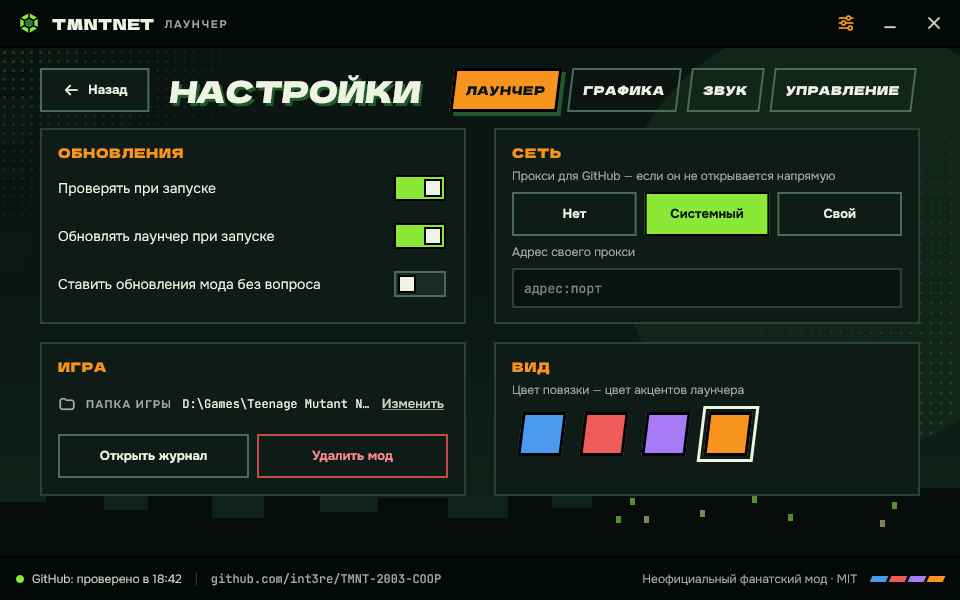 TMNTNET ЛАУНЧЕР
Назад
НАСТРОЙКИ
ЛАУНЧЕР
ГРАФИКА
ЗВУК
УПРАВЛЕНИЕ
ОБНОВЛЕНИЯ
Проверять при запуске
Обновлять лаунчер при запуске
Ставить обновления мода без вопроса
СЕТЬ
Прокси для GitHub — если он не открывается напрямую
Нет
Системный
Свой
Адрес своего прокси
адрес:порт
ИГРА
ПАПКА ИГРЫ D:\Games\Teenage Mutant N… Изменить
Открыть журнал
Удалить мод
ВИД
Цвет повязки — цвет акцентов лаунчера
GitHub: проверено в 18:42
github.com/int3re/TMNT-2003-COOP
Неофициальный фанатский мод · MIT